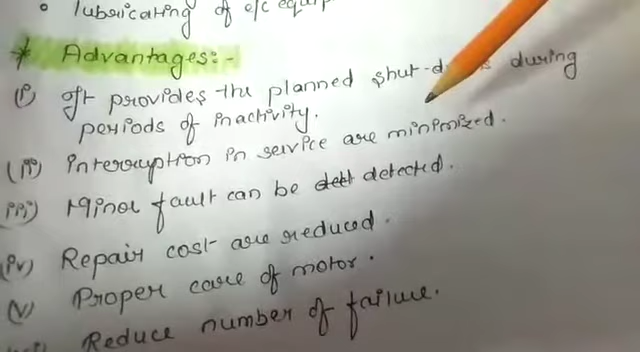 • lubricating of e/c equip
* Advantages:-
(i) It provides the planned shut-d s during
periods of inactivity.
(ii) interruption in service are minimized.
(iii) Minor fault can be detected.
(iv) Repair cost are reduced.
(v) Proper care of motor.
Reduce number of failure.